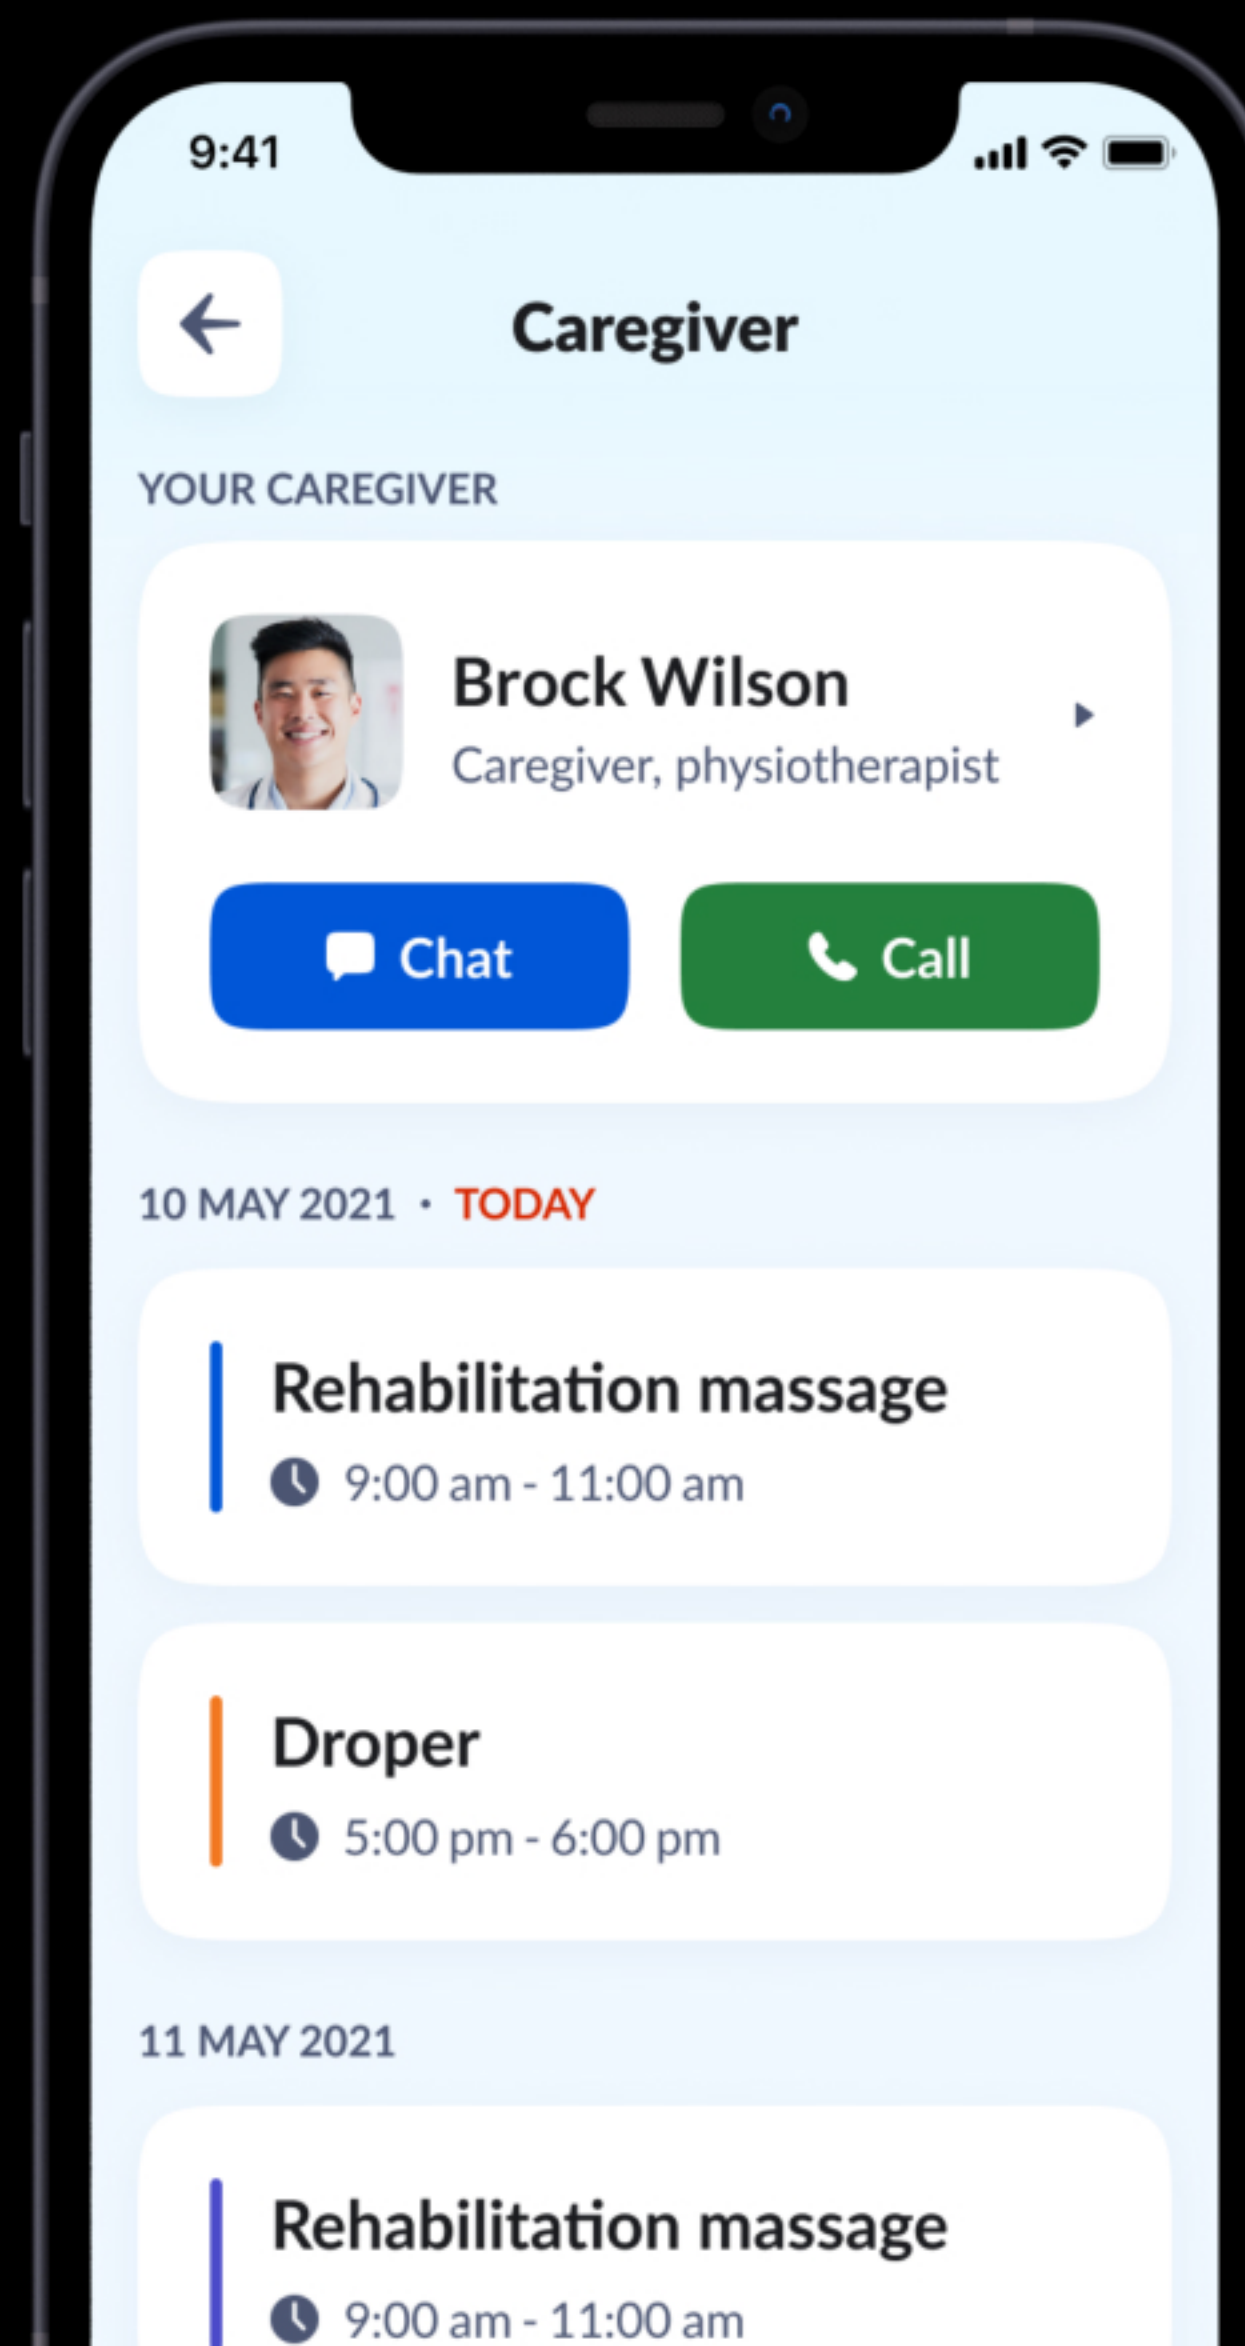 9:41
Caregiver
YOUR CAREGIVER
Brock Wilson
Caregiver, physiotherapist
Chat
Call
10 MAY 2021 · TODAY
Rehabilitation massage
9:00 am - 11:00 am
Droper
5:00 pm - 6:00 pm
11 MAY 2021
Rehabilitation massage
9:00 am - 11:00 am